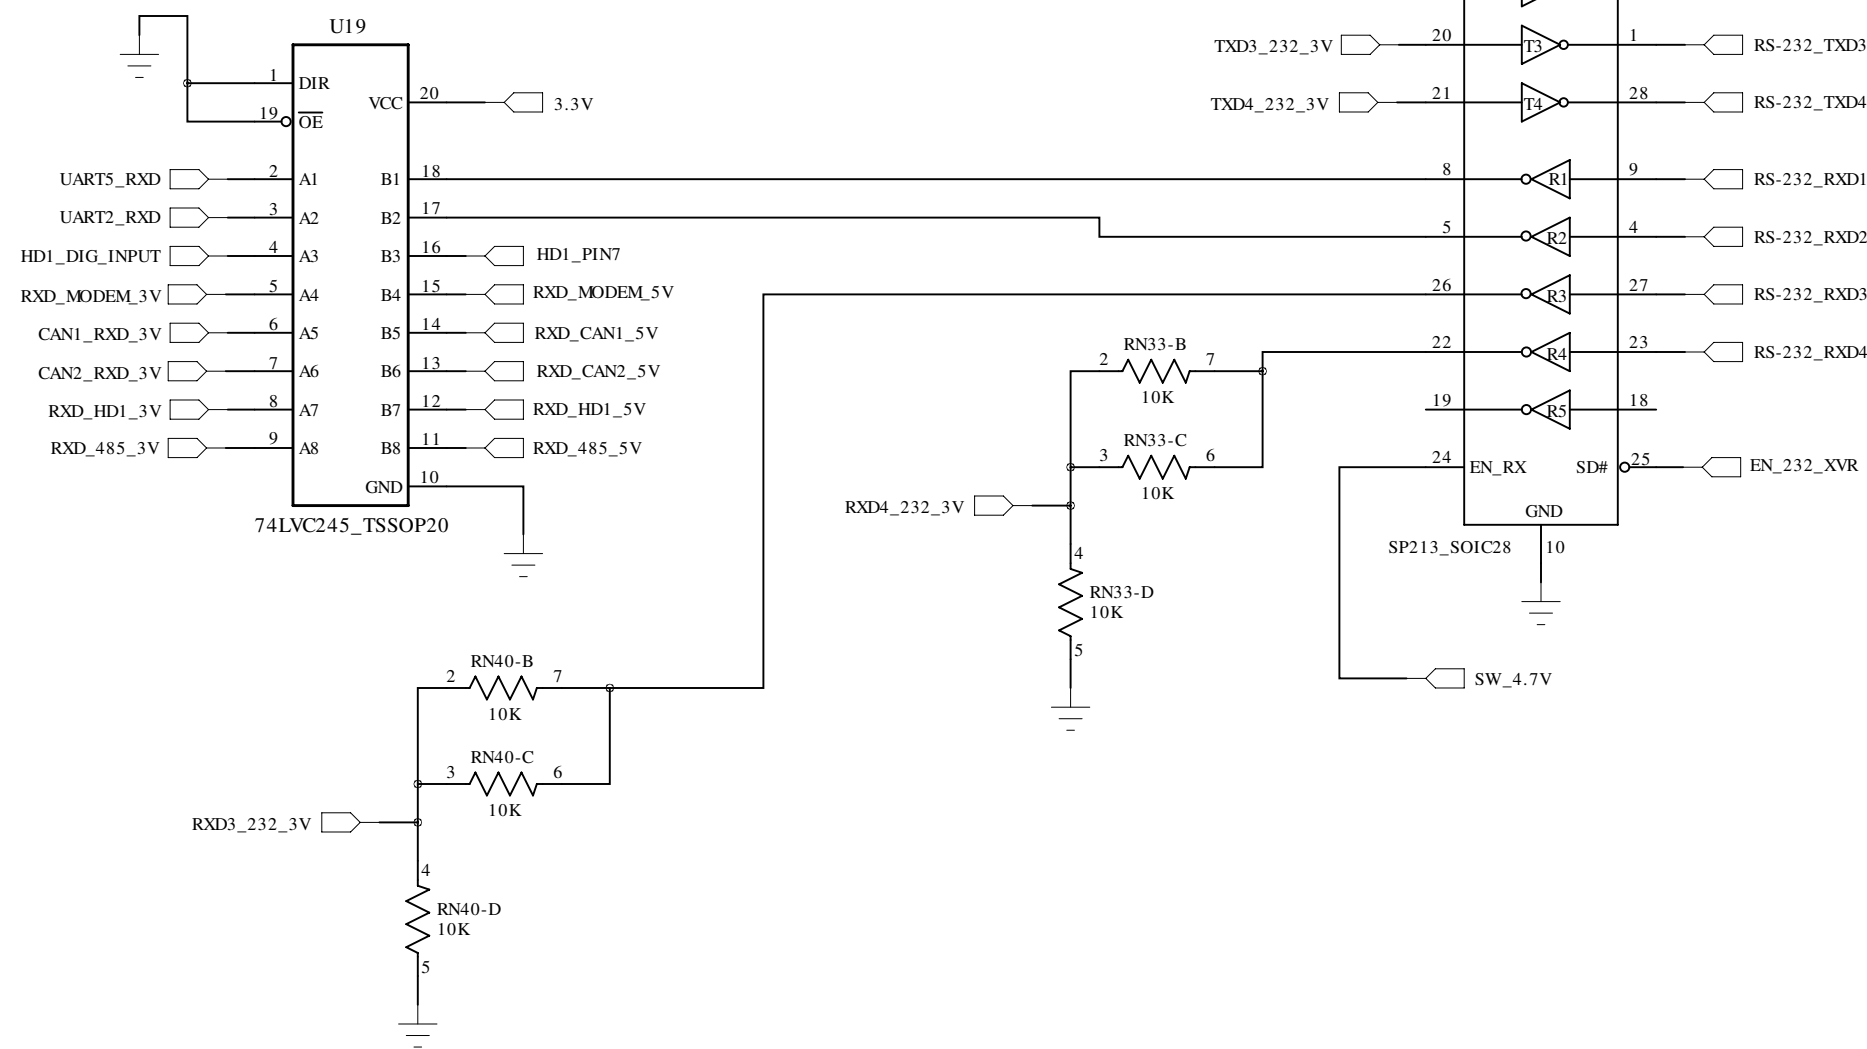 U19
1 DIR
19 OE
VCC 20 3.3V
UART5_RXD 2 A1 B1 18
UART2_RXD 3 A2 B2 17
HD1_DIG_INPUT 4 A3 B3 16 HD1_PIN7
RXD_MODEM_3V 5 A4 B4 15 RXD_MODEM_5V
CAN1_RXD_3V 6 A5 B5 14 RXD_CAN1_5V
CAN2_RXD_3V 7 A6 B6 13 RXD_CAN2_5V
RXD_HD1_3V 8 A7 B7 12 RXD_HD1_5V
RXD_485_3V 9 A8 B8 11 RXD_485_5V
GND 10
74LVC245_TSSOP20
TXD3_232_3V 20 T3 1 RS-232_TXD3
TXD4_232_3V 21 T4 28 RS-232_TXD4
8 R1 9 RS-232_RXD1
5 R2 4 RS-232_RXD2
26 R3 27 RS-232_RXD3
22 R4 23 RS-232_RXD4
19 R5 18
24 EN_RX SD# 25 EN_232_XVR
GND
SP213_SOIC28 10
SW_4.7V
RN33-B
2 7
10K
RN33-C
3 6
10K
RXD4_232_3V
4
RN33-D
10K
5
RN40-B
2 7
10K
RN40-C
3 6
10K
RXD3_232_3V
4
RN40-D
10K
5